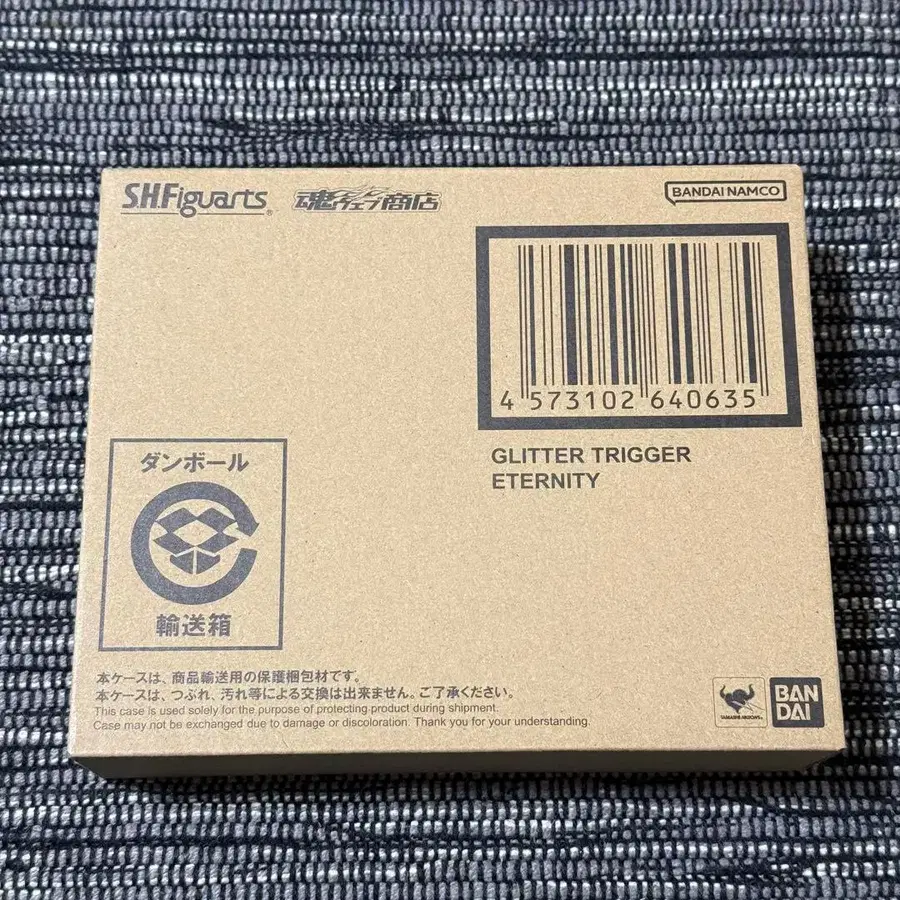 S.H.Figuarts®
魂ウェブ商店
BANDAI NAMCO
4 573102 640635
GLITTER TRIGGER
ETERNITY
ダンボール
輸送箱
本ケースは、商品輸送用の保護梱包材です。
本ケースは、つぶれ、汚れ等による交換は出来ません。ご了承ください。
This case is used solely for the purpose of protecting product during shipment.
Case may not be exchanged due to damage or discoloration. Thank you for your understanding.
TAMASHII NATIONS
BAN
DAI